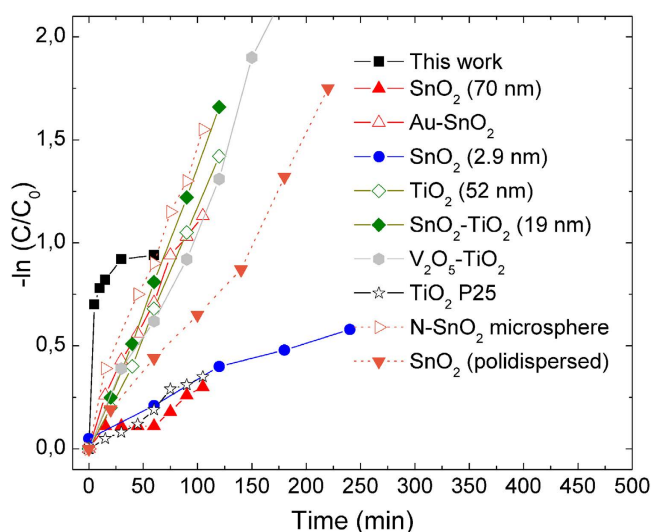 2,0
1,5
1,0
0,5
0,0
-ln (C/C₀)
This work
SnO₂ (70 nm)
Au-SnO₂
SnO₂ (2.9 nm)
TiO₂ (52 nm)
SnO₂-TiO₂ (19 nm)
V₂O₅-TiO₂
TiO₂ P25
N-SnO₂ microsphere
SnO₂ (polidispersed)
0 50 100 150 200 250 300 350 400 450 500
Time (min)